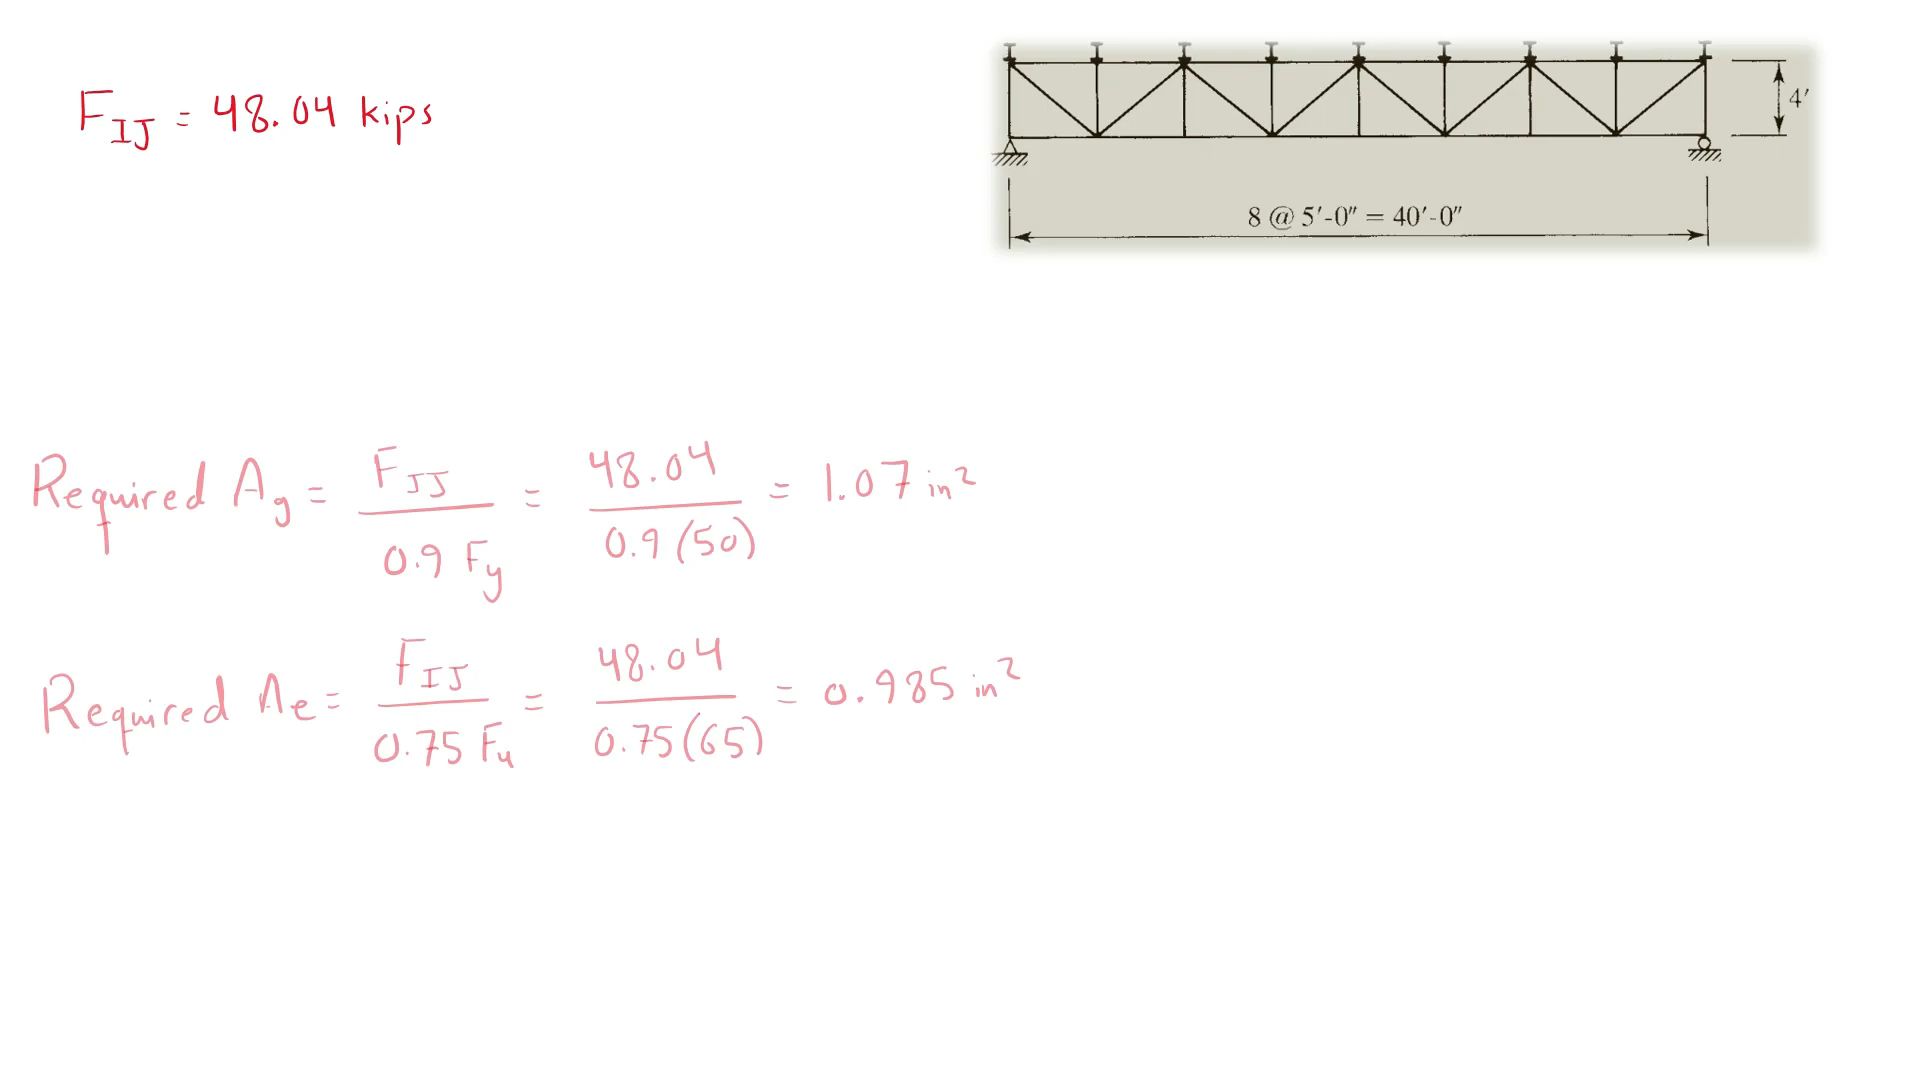 F_IJ = 48.04 kips
4'
8 @ 5'-0" = 40'-0"
Required A_g = F_IJ / 0.9 F_y = 48.04 / 0.9 (50) = 1.07 in²
Required A_e = F_IJ / 0.75 F_u = 48.04 / 0.75 (65) = 0.985 in²